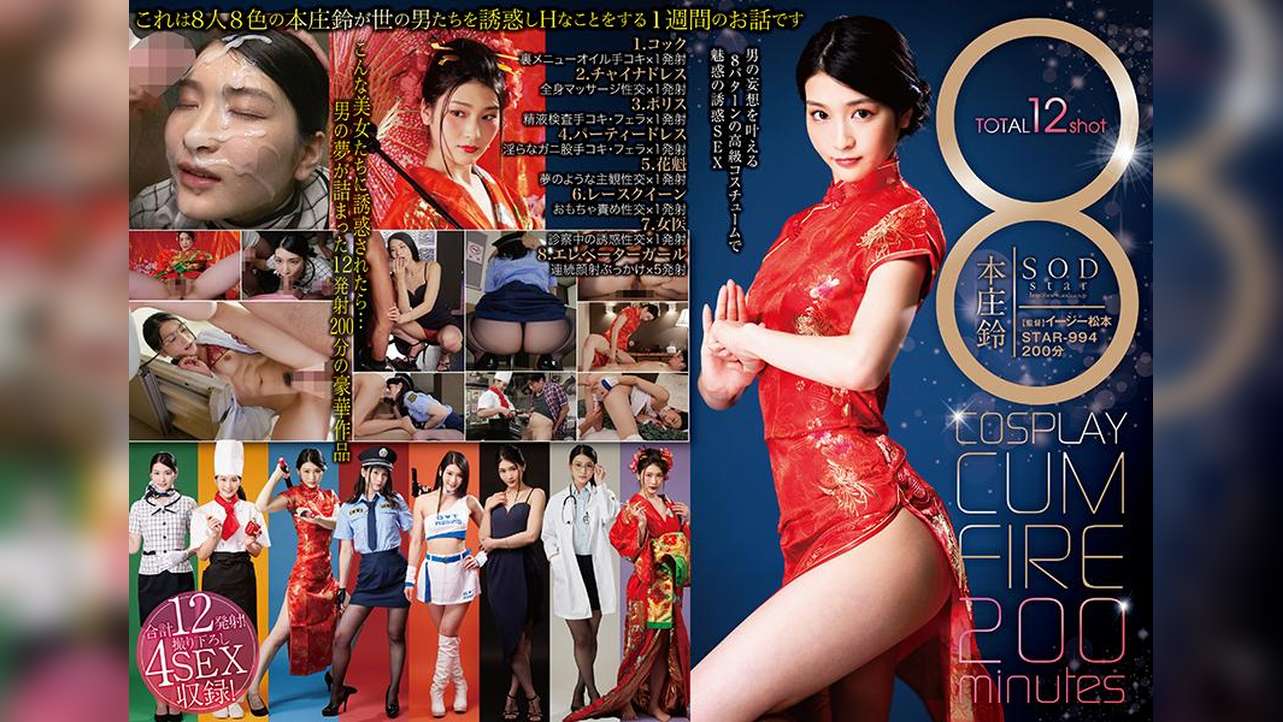 これは8人8色の本庄鈴が世の男たちを誘惑しHなことをする1週間のお話です
こんな美女たちに誘惑されたら…
男の夢が詰まった12発射200分の豪華作品
1.コック
裏メニューオイル手コキ×1発射
2.チャイナドレス
全身マッサージ性交×1発射
3.ポリス
精液検査手コキ・フェラ×1発射
4.パーティードレス
淫らなガニ股手コキ・フェラ×1発射
5.花魁
夢のような主観性交×1発射
6.レースクイーン
おもちゃ責め性交×1発射
7.女医
診察中の誘惑性交×1発射
8.エレベーターガール
連続顔射ぶっかけ×5発射
合計12発射!
撮り下ろし
4SEX
収録!
男の妄想を叶える
8パターンの高級コスチュームで
魅惑の誘惑SEX
TOTAL12shot
本庄鈴
SOD
star
【監督】イージー松本
STAR-994
200分
COSPLAY
CUM
FIRE
200
minutes